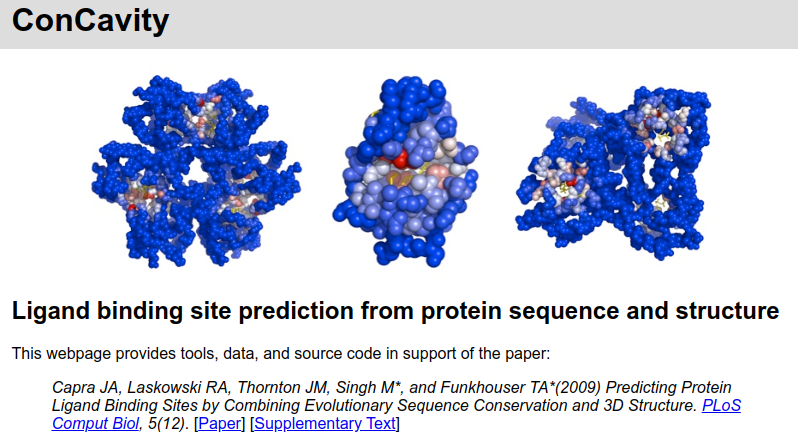 ConCavity
Ligand binding site prediction from protein sequence and structure
This webpage provides tools, data, and source code in support of the paper:
Capra JA, Laskowski RA, Thornton JM, Singh M*, and Funkhouser TA*(2009) Predicting Protein
Ligand Binding Sites by Combining Evolutionary Sequence Conservation and 3D Structure. PLoS
Comput Biol, 5(12). [Paper] [Supplementary Text]